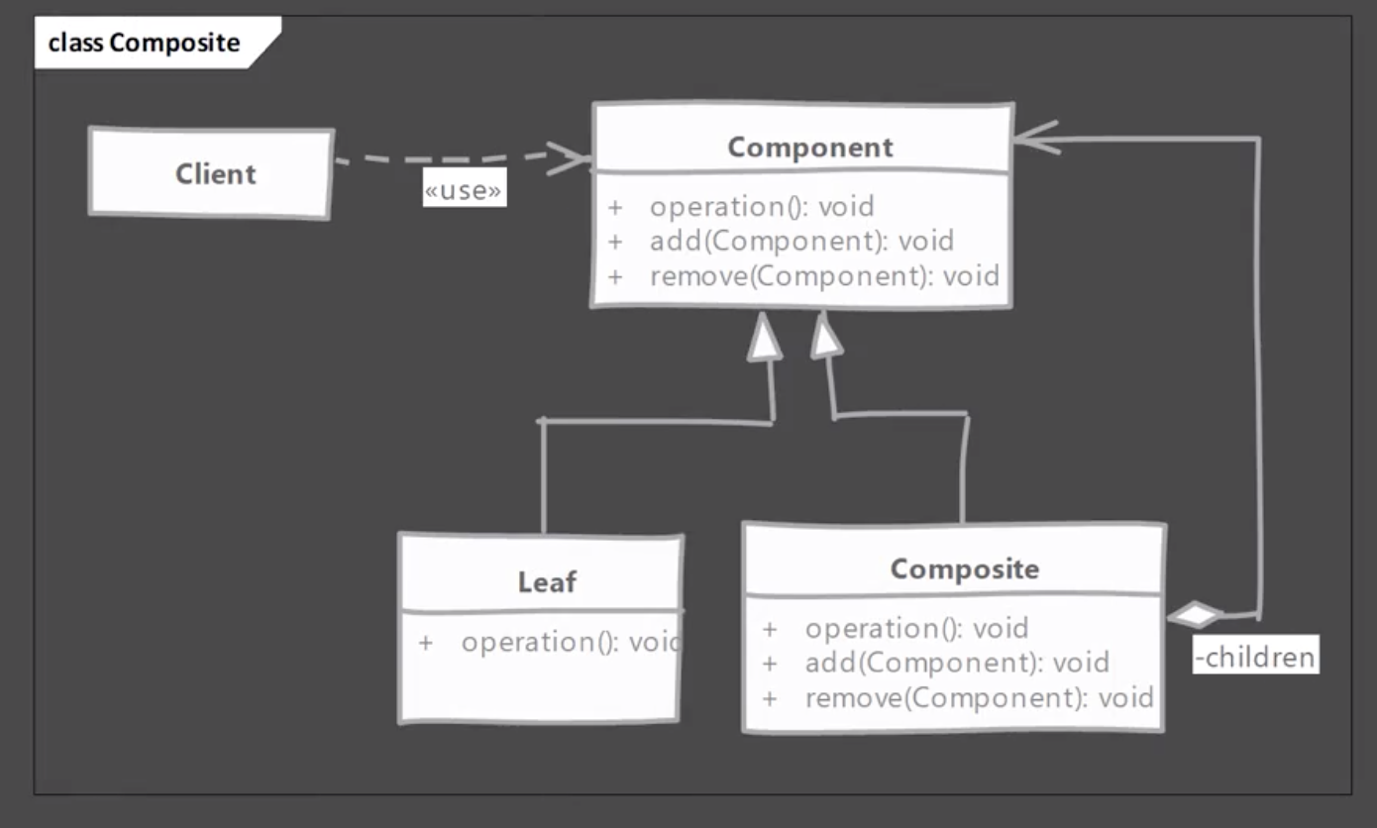 class Composite
Client
«use»
Component
+ operation(): void
+ add(Component): void
+ remove(Component): void
Leaf
+ operation(): void
Composite
+ operation(): void
+ add(Component): void
+ remove(Component): void
-children